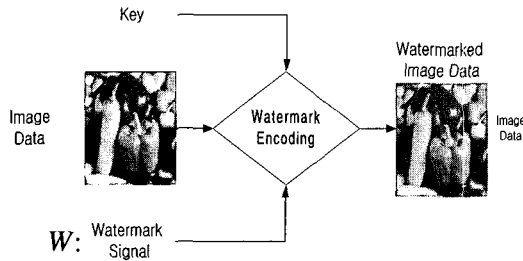 Key
Watermarked
Image Data
Image
Data
Watermark
Encoding
Image
Data
W: Watermark
Signal